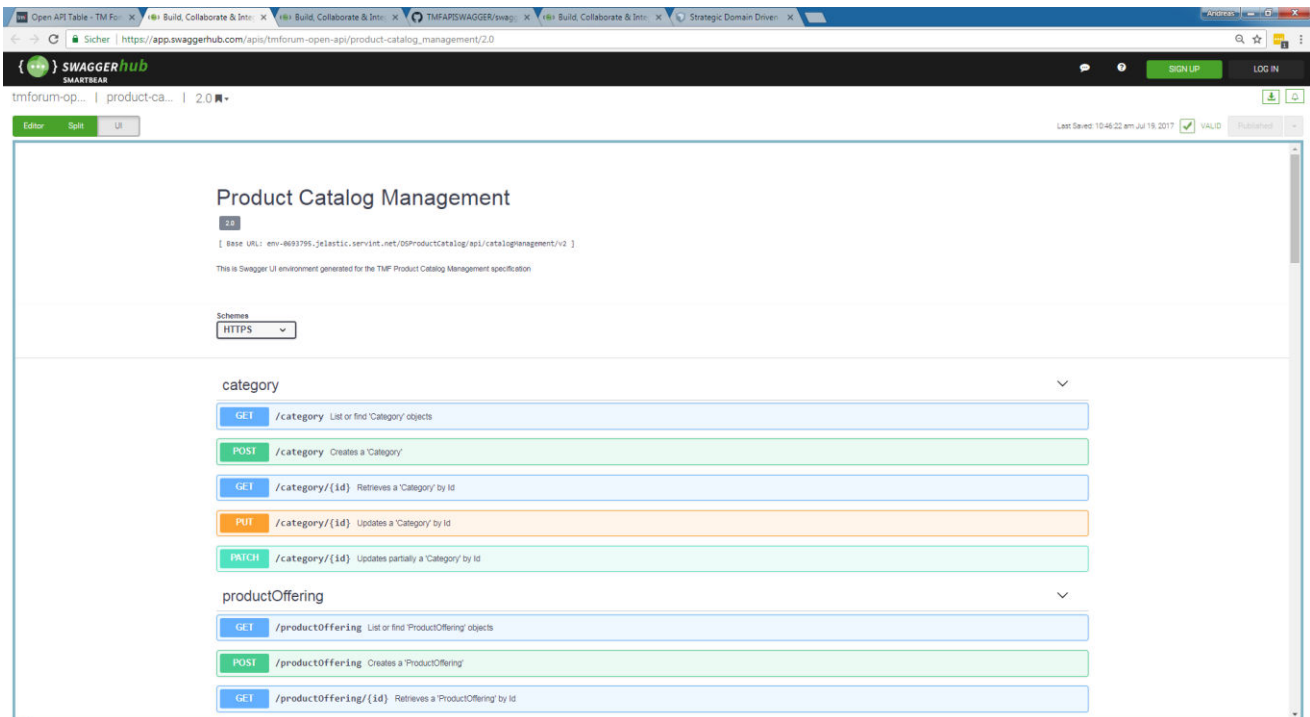 Open API Table - TM For
Build, Collaborate & Inte
Build, Collaborate & Inte
TMFAPISWAGGER/swagg
Build, Collaborate & Inte
Strategic Domain Driven
Andreas
Sicher | https://app.swaggerhub.com/apis/tmforum-open-api/product-catalog_management/2.0
1
{ ... } SWAGGERhub
SMARTBEAR
SIGN UP
LOG IN
tmforum-op... | product-ca... | 2.0
Editor Split UI
Last Saved: 10:46:22 am Jul 19, 2017 VALID Published
Product Catalog Management
2.0
[ Base URL: env-0693795.jelastic.servint.net/DSProductCatalog/api/catalogManagement/v2 ]
This is Swagger UI environment generated for the TMF Product Catalog Management specification
Schemes
HTTPS
category
GET /category List or find 'Category' objects
POST /category Creates a 'Category'
GET /category/{id} Retrieves a 'Category' by Id
PUT /category/{id} Updates a 'Category' by Id
PATCH /category/{id} Updates partially a 'Category' by Id
productOffering
GET /productOffering List or find 'ProductOffering' objects
POST /productOffering Creates a 'ProductOffering'
GET /productOffering/{id} Retrieves a 'ProductOffering' by Id